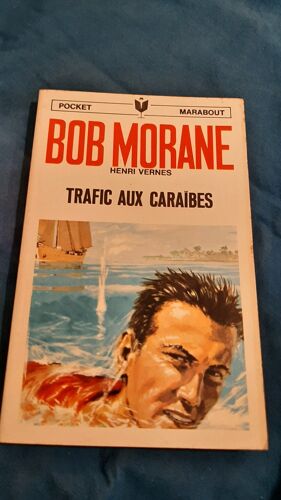 POCKET MARABOUT
BOB MORANE
HENRI VERNES
TRAFIC AUX CARAÏBES